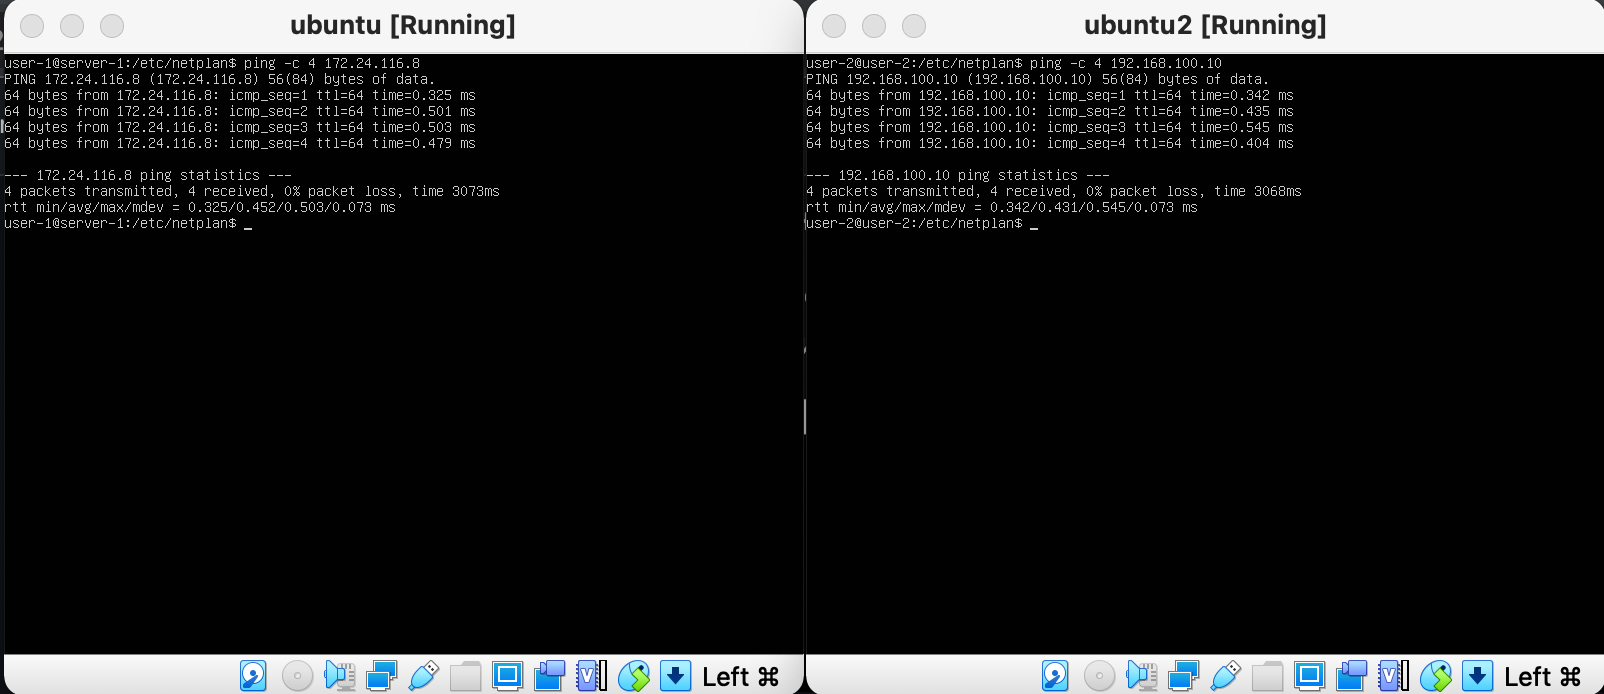 ubuntu [Running]
user-1@server-1:/etc/netplan$ ping -c 4 172.24.116.8
PING 172.24.116.8 (172.24.116.8) 56(84) bytes of data.
64 bytes from 172.24.116.8: icmp_seq=1 ttl=64 time=0.325 ms
64 bytes from 172.24.116.8: icmp_seq=2 ttl=64 time=0.501 ms
64 bytes from 172.24.116.8: icmp_seq=3 ttl=64 time=0.503 ms
64 bytes from 172.24.116.8: icmp_seq=4 ttl=64 time=0.479 ms
--- 172.24.116.8 ping statistics ---
4 packets transmitted, 4 received, 0% packet loss, time 3073ms
rtt min/avg/max/mdev = 0.325/0.452/0.503/0.073 ms
user-1@server-1:/etc/netplan$ _
Left ⌘
ubuntu2 [Running]
user-2@user-2:/etc/netplan$ ping -c 4 192.168.100.10
PING 192.168.100.10 (192.168.100.10) 56(84) bytes of data.
64 bytes from 192.168.100.10: icmp_seq=1 ttl=64 time=0.342 ms
64 bytes from 192.168.100.10: icmp_seq=2 ttl=64 time=0.435 ms
64 bytes from 192.168.100.10: icmp_seq=3 ttl=64 time=0.545 ms
64 bytes from 192.168.100.10: icmp_seq=4 ttl=64 time=0.404 ms
--- 192.168.100.10 ping statistics ---
4 packets transmitted, 4 received, 0% packet loss, time 3068ms
rtt min/avg/max/mdev = 0.342/0.431/0.545/0.073 ms
user-2@user-2:/etc/netplan$ _
Left ⌘